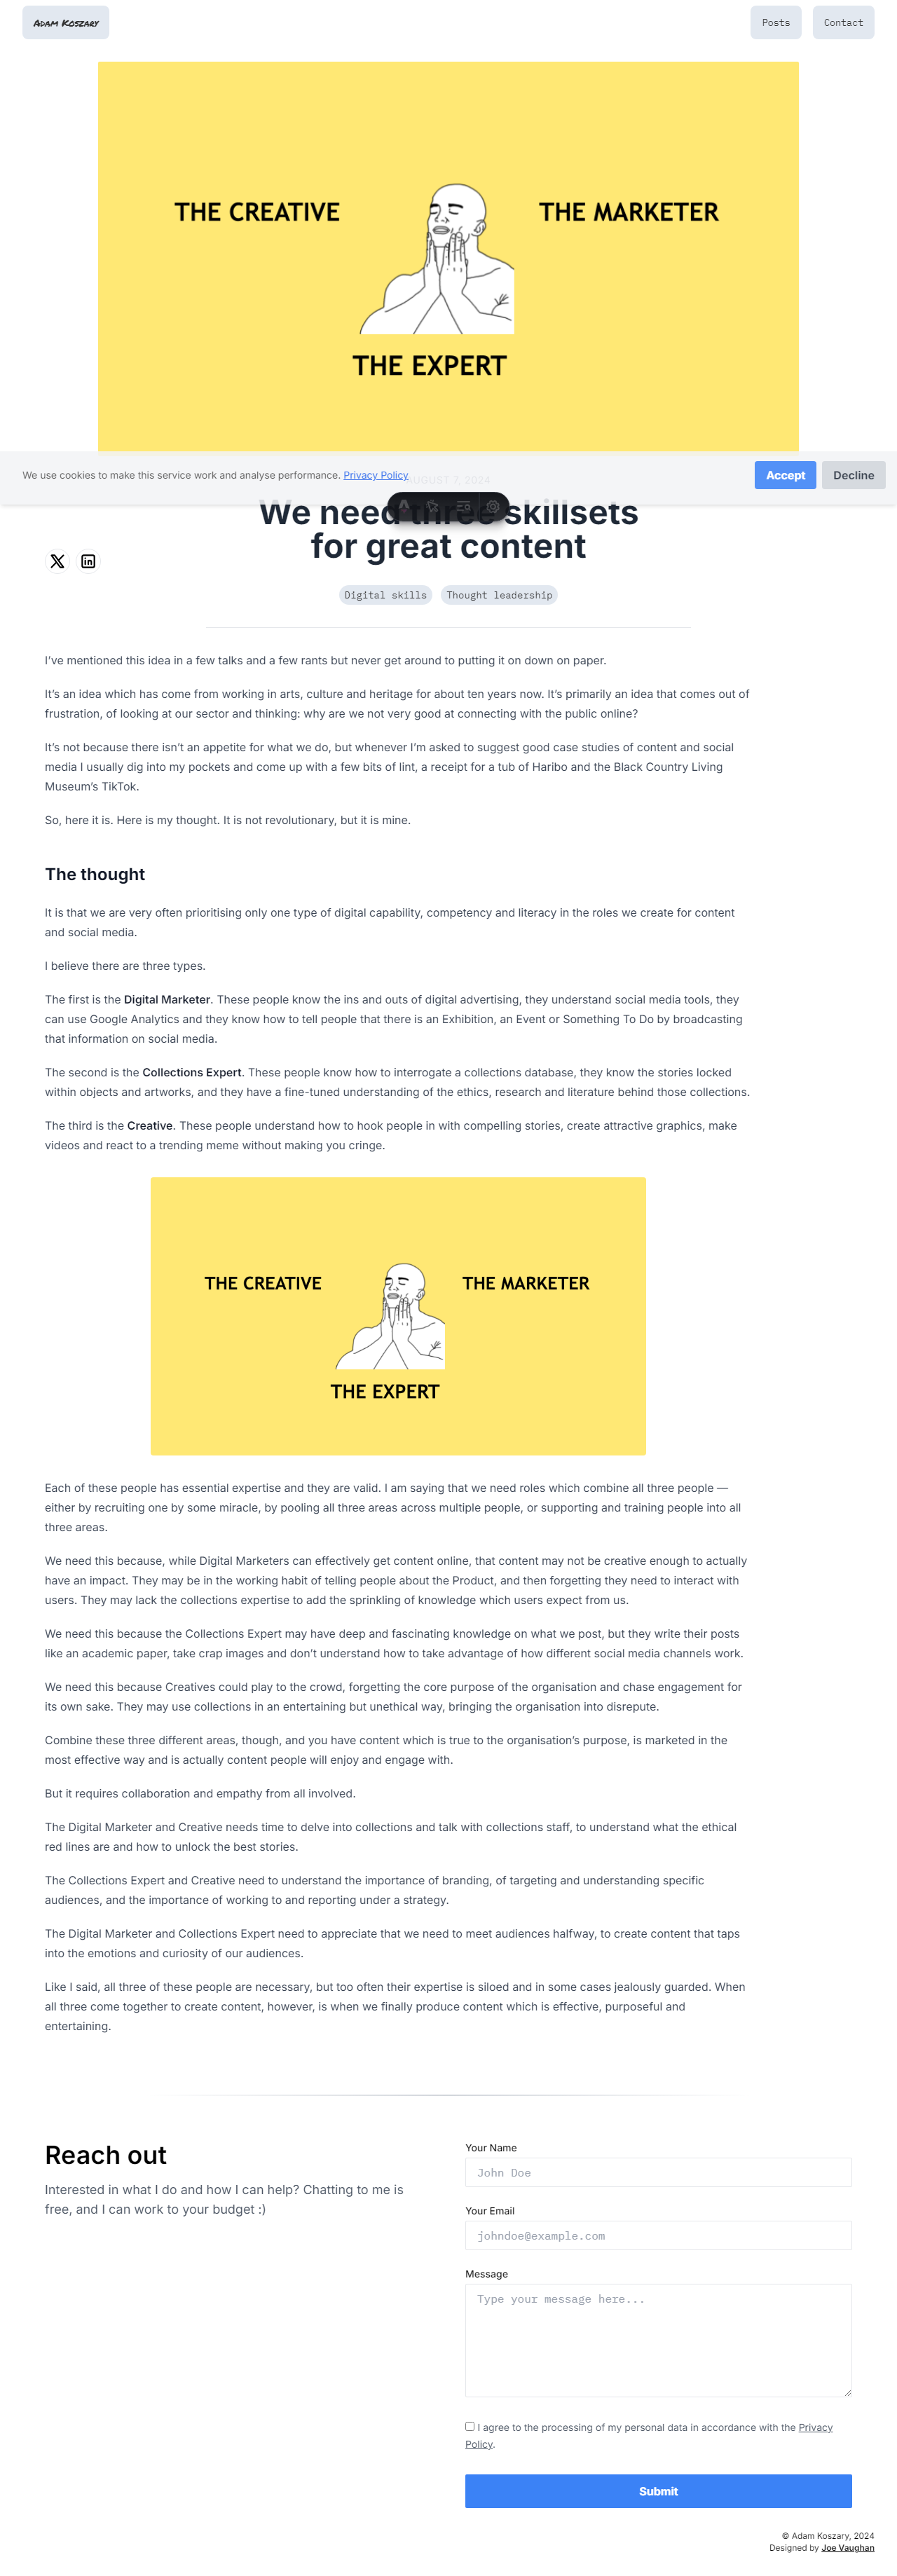 Adam Koszary
Posts
Contact
THE CREATIVE
THE MARKETER
THE EXPERT
We use cookies to make this service work and analyse performance. Privacy Policy
Accept
Decline
AUGUST 7, 2024
We need three skillsets
for great content
Digital skills
Thought leadership
I’ve mentioned this idea in a few talks and a few rants but never get around to putting it on down on paper.
It’s an idea which has come from working in arts, culture and heritage for about ten years now. It’s primarily an idea that comes out of
frustration, of looking at our sector and thinking: why are we not very good at connecting with the public online?
It’s not because there isn’t an appetite for what we do, but whenever I’m asked to suggest good case studies of content and social
media I usually dig into my pockets and come up with a few bits of lint, a receipt for a tub of Haribo and the Black Country Living
Museum’s TikTok.
So, here it is. Here is my thought. It is not revolutionary, but it is mine.
The thought
It is that we are very often prioritising only one type of digital capability, competency and literacy in the roles we create for content
and social media.
I believe there are three types.
The first is the Digital Marketer. These people know the ins and outs of digital advertising, they understand social media tools, they
can use Google Analytics and they know how to tell people that there is an Exhibition, an Event or Something To Do by broadcasting
that information on social media.
The second is the Collections Expert. These people know how to interrogate a collections database, they know the stories locked
within objects and artworks, and they have a fine-tuned understanding of the ethics, research and literature behind those collections.
The third is the Creative. These people understand how to hook people in with compelling stories, create attractive graphics, make
videos and react to a trending meme without making you cringe.
THE CREATIVE
THE MARKETER
THE EXPERT
Each of these people has essential expertise and they are valid. I am saying that we need roles which combine all three people —
either by recruiting one by some miracle, by pooling all three areas across multiple people, or supporting and training people into all
three areas.
We need this because, while Digital Marketers can effectively get content online, that content may not be creative enough to actually
have an impact. They may be in the working habit of telling people about the Product, and then forgetting they need to interact with
users. They may lack the collections expertise to add the sprinkling of knowledge which users expect from us.
We need this because the Collections Expert may have deep and fascinating knowledge on what we post, but they write their posts
like an academic paper, take crap images and don’t understand how to take advantage of how different social media channels work.
We need this because Creatives could play to the crowd, forgetting the core purpose of the organisation and chase engagement for
its own sake. They may use collections in an entertaining but unethical way, bringing the organisation into disrepute.
Combine these three different areas, though, and you have content which is true to the organisation’s purpose, is marketed in the
most effective way and is actually content people will enjoy and engage with.
But it requires collaboration and empathy from all involved.
The Digital Marketer and Creative needs time to delve into collections and talk with collections staff, to understand what the ethical
red lines are and how to unlock the best stories.
The Collections Expert and Creative need to understand the importance of branding, of targeting and understanding specific
audiences, and the importance of working to and reporting under a strategy.
The Digital Marketer and Collections Expert need to appreciate that we need to meet audiences halfway, to create content that taps
into the emotions and curiosity of our audiences.
Like I said, all three of these people are necessary, but too often their expertise is siloed and in some cases jealously guarded. When
all three come together to create content, however, is when we finally produce content which is effective, purposeful and
entertaining.
Reach out
Interested in what I do and how I can help? Chatting to me is
free, and I can work to your budget :)
Your Name
John Doe
Your Email
johndoe@example.com
Message
Type your message here...
I agree to the processing of my personal data in accordance with the Privacy
Policy.
Submit
© Adam Koszary, 2024
Designed by Joe Vaughan